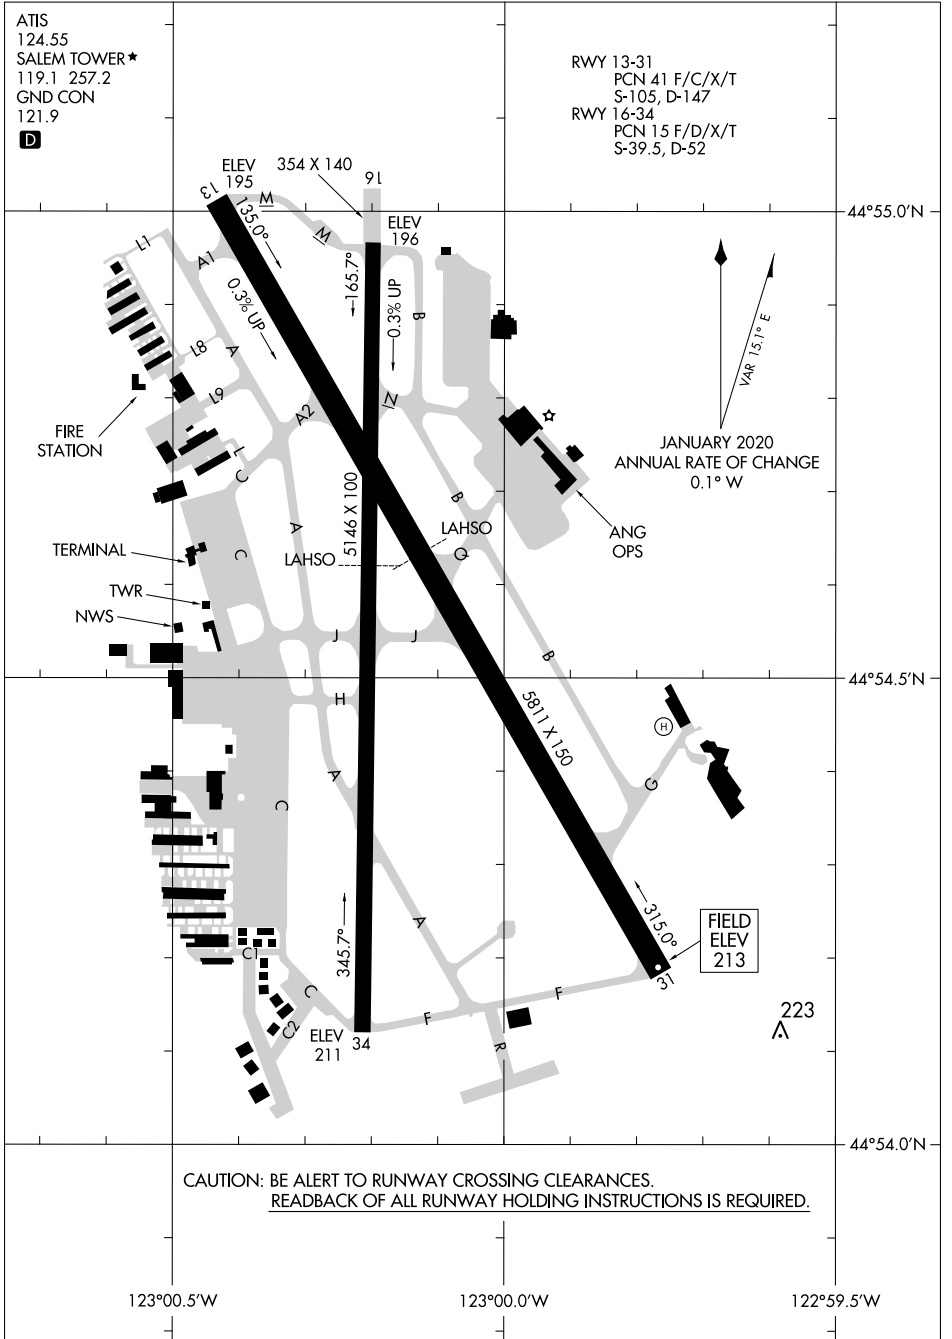 ATIS
124.55
SALEM TOWER★
119.1 257.2
GND CON
121.9
D
RWY 13-31
PCN 41 F/C/X/T
S-105, D-147
RWY 16-34
PCN 15 F/D/X/T
S-39.5, D-52
ELEV
195
354 X 140
16
13
ELEV
196
44°55.0'N
135.0°
0.3% UP
165.7°
0.3% UP
M
M
L1
A1
A
L8
L9
A2
B
N
L
C
C
A
B
Q
VAR 15.1° E
JANUARY 2020
ANNUAL RATE OF CHANGE
0.1° W
FIRE
STATION
ANG
OPS
5146 X 100
LAHSO
LAHSO
TERMINAL
TWR
NWS
J
J
B
H
44°54.5'N
5811 X 150
H
G
A
C
A
315.0°
FIELD
ELEV
213
31
345.7°
C1
C
C2
F
F
R
ELEV
211
34
223
44°54.0'N
CAUTION: BE ALERT TO RUNWAY CROSSING CLEARANCES.
READBACK OF ALL RUNWAY HOLDING INSTRUCTIONS IS REQUIRED.
123°00.5'W
123°00.0'W
122°59.5'W